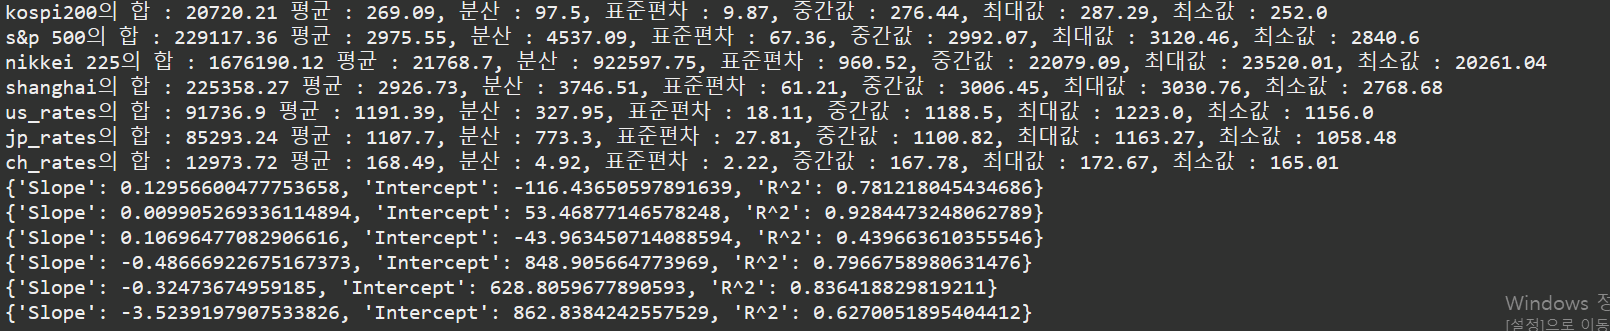 kospi200의 합 : 20720.21 평균 : 269.09, 분산 : 97.5, 표준편차 : 9.87, 중간값 : 276.44, 최대값 : 287.29, 최소값 : 252.0
s&p 500의 합 : 229117.36 평균 : 2975.55, 분산 : 4537.09, 표준편차 : 67.36, 중간값 : 2992.07, 최대값 : 3120.46, 최소값 : 2840.6
nikkei 225의 합 : 1676190.12 평균 : 21768.7, 분산 : 922597.75, 표준편차 : 960.52, 중간값 : 22079.09, 최대값 : 23520.01, 최소값 : 20261.04
shanghai의 합 : 225358.27 평균 : 2926.73, 분산 : 3746.51, 표준편차 : 61.21, 중간값 : 3006.45, 최대값 : 3030.76, 최소값 : 2768.68
us_rates의 합 : 91736.9 평균 : 1191.39, 분산 : 327.95, 표준편차 : 18.11, 중간값 : 1188.5, 최대값 : 1223.0, 최소값 : 1156.0
jp_rates의 합 : 85293.24 평균 : 1107.7, 분산 : 773.3, 표준편차 : 27.81, 중간값 : 1100.82, 최대값 : 1163.27, 최소값 : 1058.48
ch_rates의 합 : 12973.72 평균 : 168.49, 분산 : 4.92, 표준편차 : 2.22, 중간값 : 167.78, 최대값 : 172.67, 최소값 : 165.01
{'Slope': 0.12956600477753658, 'Intercept': -116.43650597891639, 'R^2': 0.781218045434686}
{'Slope': 0.009905269336114894, 'Intercept': 53.46877146578248, 'R^2': 0.9284473248062789}
{'Slope': 0.10696477082906616, 'Intercept': -43.963450714088594, 'R^2': 0.439663610355546}
{'Slope': -0.48666922675167373, 'Intercept': 848.905664773969, 'R^2': 0.7966758980631476}
{'Slope': -0.32473674959185, 'Intercept': 628.8059677890593, 'R^2': 0.836418829819211}
{'Slope': -3.5239197907533826, 'Intercept': 862.8384242557529, 'R^2': 0.6270051895404412}
Windows 정
[설정]으로 이동